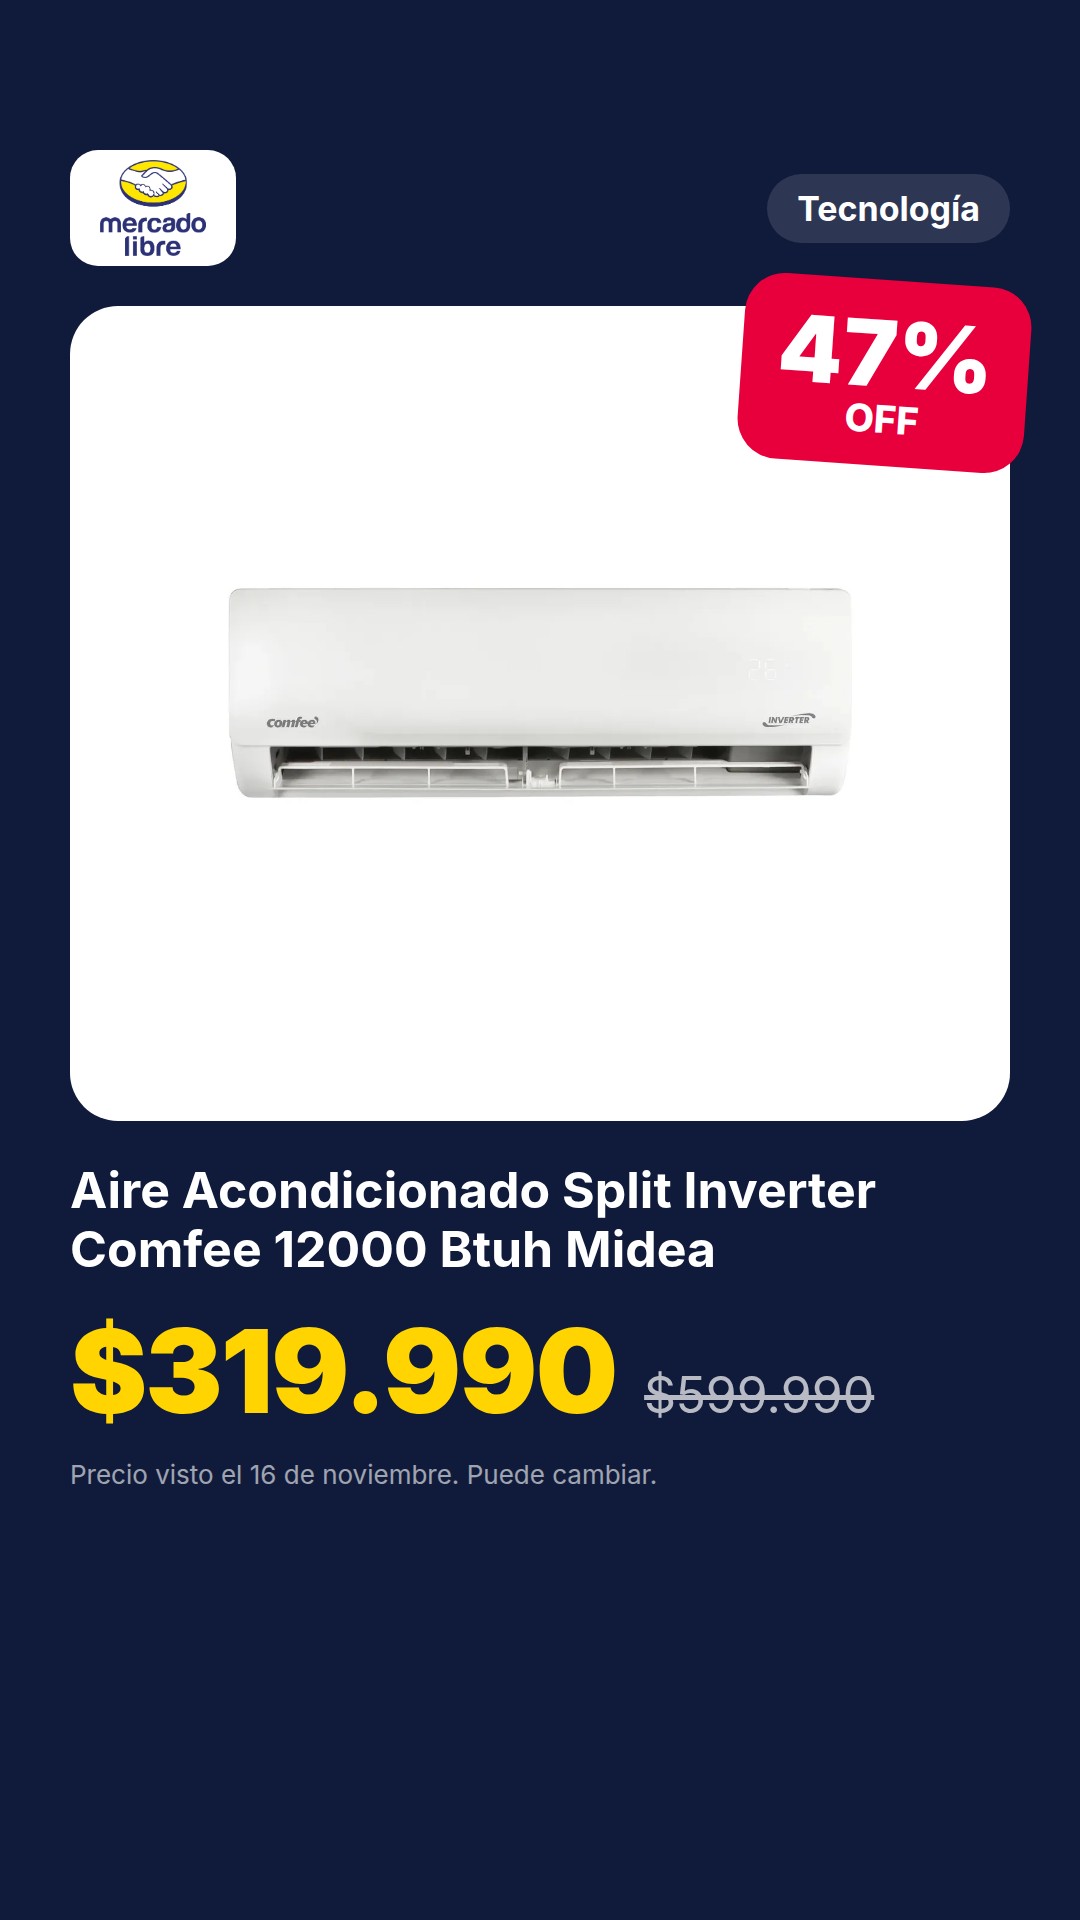 mercado
libre
Tecnología
47%
OFF
26
comfee
INVERTER
Aire Acondicionado Split Inverter
Comfee 12000 Btuh Midea
$319.990 $599.990
Precio visto el 16 de noviembre. Puede cambiar.